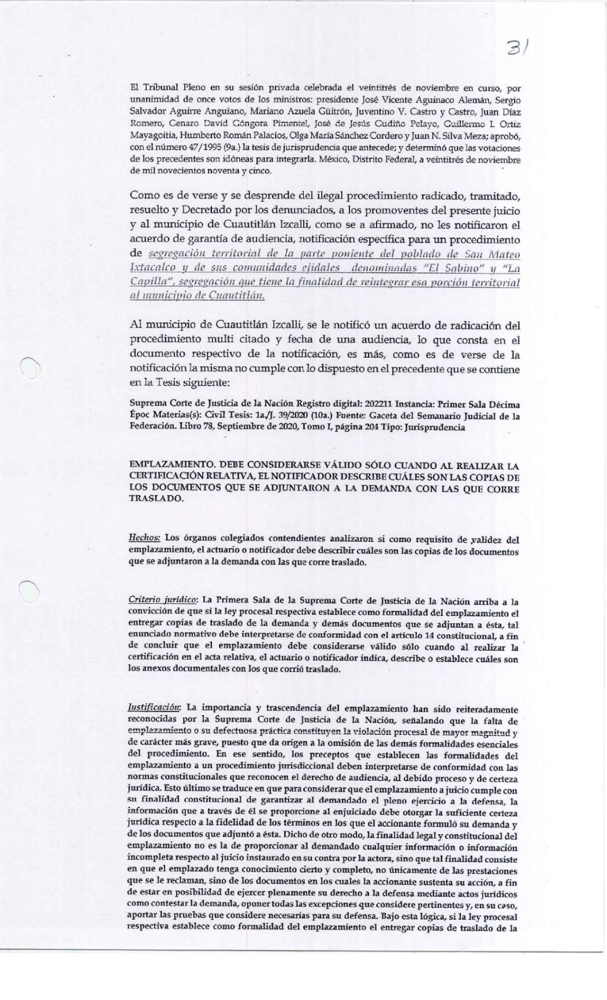 31
El Tribunal Pleno en su sesión privada celebrada el veintitrés de noviembre en curso, por
unanimidad de once votos de los ministros: presidente José Vicente Aguinaco Alemán, Sergio
Salvador Aguirre Anguiano, Mariano Azuela Güitrón, Juventino V. Castro y Castro, Juan Díaz
Romero, Genaro David Góngora Pimentel, José de Jesús Gudiño Pelayo, Guillermo I. Ortiz
Mayagoitia, Humberto Román Palacios, Olga María Sánchez Cordero y Juan N. Silva Meza; aprobó,
con el número 47/1995 (9a.) la tesis de jurisprudencia que antecede; y determinó que las votaciones
de los precedentes son idóneas para integrarla. México, Distrito Federal, a veintitrés de noviembre
de mil novecientos noventa y cinco.
Como es de verse y se desprende del ilegal procedimiento radicado, tramitado,
resuelto y Decretado por los denunciados, a los promoventes del presente juicio
y al municipio de Cuautitlán Izcalli, como se a afirmado, no les notificaron el
acuerdo de garantía de audiencia, notificación específica para un procedimiento
de segregación territorial de la parte poniente del poblado de San Mateo
Ixtacalco y de sus comunidades ejidales denominadas "El Sabino" y "La
Capilla", segregación que tiene la finalidad de reintegrar esa porción territorial
al municipio de Cuautitlán.
Al municipio de Cuautitlán Izcalli, se le notificó un acuerdo de radicación del
procedimiento multi citado y fecha de una audiencia, lo que consta en el
documento respectivo de la notificación, es más, como es de verse de la
notificación la misma no cumple con lo dispuesto en el precedente que se contiene
en la Tesis siguiente:
Suprema Corte de Justicia de la Nación Registro digital: 202211 Instancia: Primer Sala Décima
Époc Materias(s): Civil Tesis: 1a./J. 39/2020 (10a.) Fuente: Gaceta del Semanario Judicial de la
Federación. Libro 78, Septiembre de 2020, Tomo I, página 204 Tipo: Jurisprudencia
EMPLAZAMIENTO. DEBE CONSIDERARSE VÁLIDO SÓLO CUANDO AL REALIZAR LA
CERTIFICACIÓN RELATIVA, EL NOTIFICADOR DESCRIBE CUÁLES SON LAS COPIAS DE
LOS DOCUMENTOS QUE SE ADJUNTARON A LA DEMANDA CON LAS QUE CORRE
TRASLADO.
Hechos: Los órganos colegiados contendientes analizaron si como requisito de validez del
emplazamiento, el actuario o notificador debe describir cuáles son las copias de los documentos
que se adjuntaron a la demanda con las que corre traslado.
Criterio jurídico: La Primera Sala de la Suprema Corte de Justicia de la Nación arriba a la
convicción de que si la ley procesal respectiva establece como formalidad del emplazamiento el
entregar copias de traslado de la demanda y demás documentos que se adjuntan a ésta, tal
enunciado normativo debe interpretarse de conformidad con el artículo 14 constitucional, a fin
de concluir que el emplazamiento debe considerarse válido sólo cuando al realizar la
certificación en el acta relativa, el actuario o notificador indica, describe o establece cuáles son
los anexos documentales con los que corrió traslado.
Justificación: La importancia y trascendencia del emplazamiento han sido reiteradamente
reconocidas por la Suprema Corte de Justicia de la Nación, señalando que la falta de
emplazamiento o su defectuosa práctica constituyen la violación procesal de mayor magnitud y
de carácter más grave, puesto que da origen a la omisión de las demás formalidades esenciales
del procedimiento. En ese sentido, los preceptos que establecen las formalidades del
emplazamiento a un procedimiento jurisdiccional deben interpretarse de conformidad con las
normas constitucionales que reconocen el derecho de audiencia, al debido proceso y de certeza
jurídica. Esto último se traduce en que para considerar que el emplazamiento a juicio cumple con
su finalidad constitucional de garantizar al demandado el pleno ejercicio a la defensa, la
información que a través de él se proporcione al enjuiciado debe otorgar la suficiente certeza
jurídica respecto a la fidelidad de los términos en los que el accionante formuló su demanda y
de los documentos que adjuntó a ésta. Dicho de otro modo, la finalidad legal y constitucional del
emplazamiento no es la de proporcionar al demandado cualquier información o información
incompleta respecto al juicio instaurado en su contra por la actora, sino que tal finalidad consiste
en que el emplazado tenga conocimiento cierto y completo, no únicamente de las prestaciones
que se le reclaman, sino de los documentos en los cuales la accionante sustenta su acción, a fin
de estar en posibilidad de ejercer plenamente su derecho a la defensa mediante actos jurídicos
como contestar la demanda, oponer todas las excepciones que considere pertinentes y, en su caso,
aportar las pruebas que considere necesarias para su defensa. Bajo esta lógica, si la ley procesal
respectiva establece como formalidad del emplazamiento el entregar copias de traslado de la